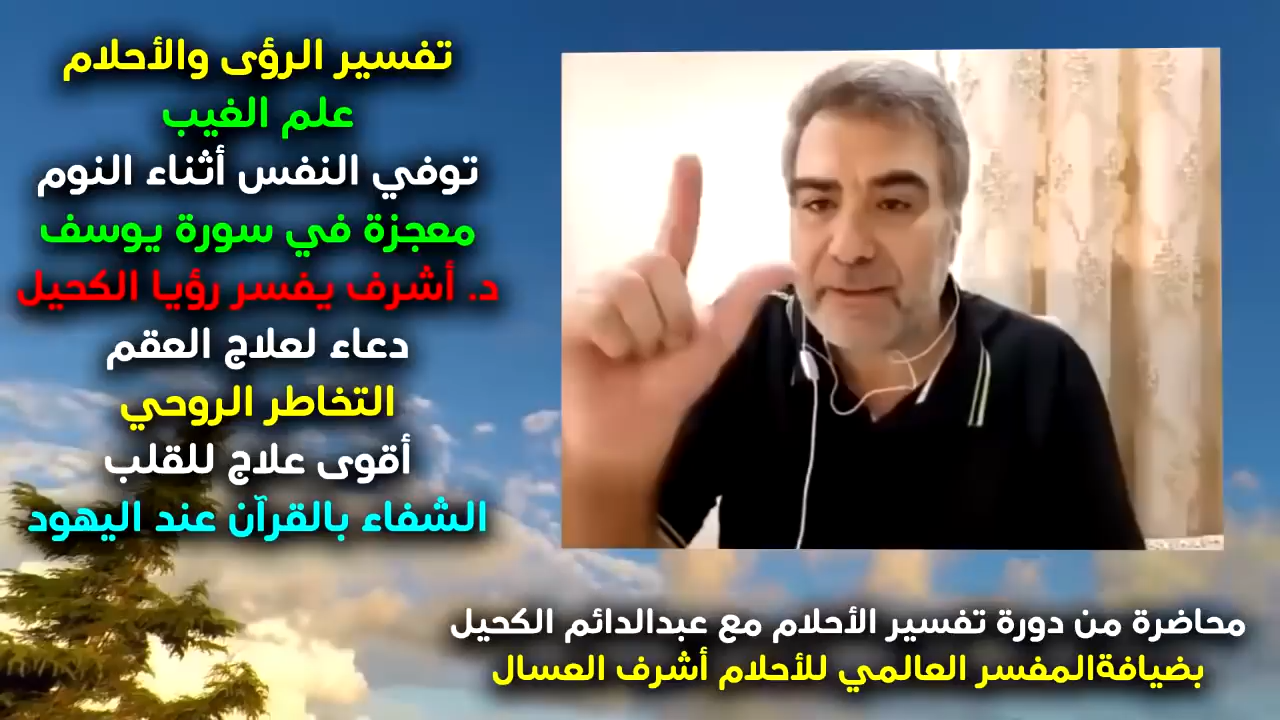 تفسير الرؤى والأحلام
علم الغيب
توفي النفس أثناء النوم
معجزة في سورة يوسف
د. أشرف يفسر رؤيا الكحيل
دعاء لعلاج العقم
التخاطر الروحي
أقوى علاج للقلب
الشفاء بالقرآن عند اليهود
محاضرة من دورة تفسير الأحلام مع عبدالدائم الكحيل
بضيافةالمفسر العالمي للأحلام أشرف العسال